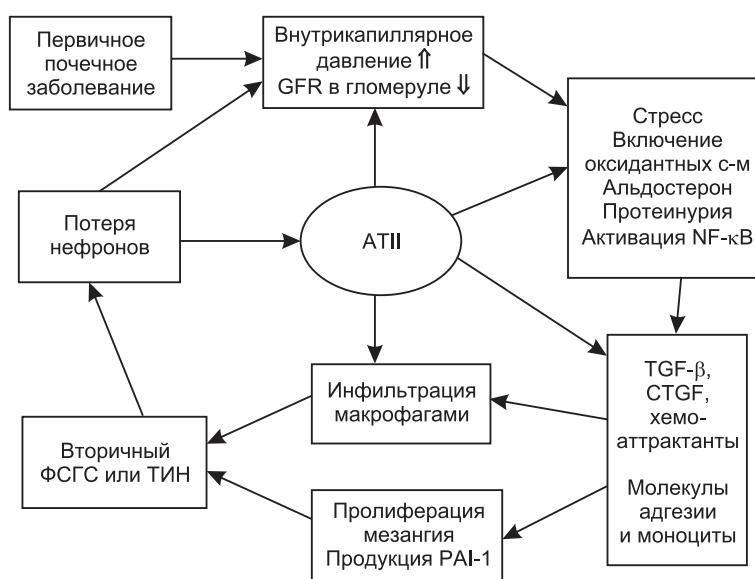 Первичное
почечное
заболевание
Внутрикапиллярное
давление ⇑
GFR в гломеруле ⇓
Стресс
Включение
оксидантных с-м
Альдостерон
Протеинурия
Активация NF-κB
Потеря
нефронов
АТII
TGF-β,
CTGF,
хемо-
аттрактанты
Молекулы
адгезии
и моноциты
Инфильтрация
макрофагами
Вторичный
ФСГС или ТИН
Пролиферация
мезангия
Продукция PAI-1